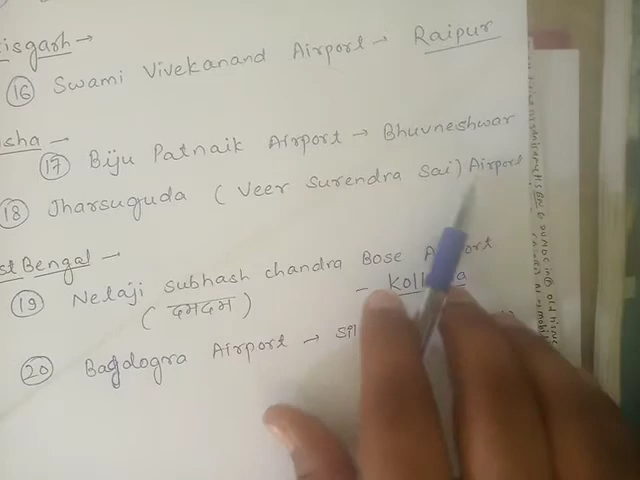 isgarh →
(16) Swami Vivekanand Airport → Raipur
sha —
(17) Biju Patnaik Airport → Bhuvneshwar
(18) Jharsuguda ( Veer Surendra Sai) Airport
st Bengal —
(19) Netaji subhash chandra Bose Airport
( दमदम ) –
(20) Bagdogra Airport →